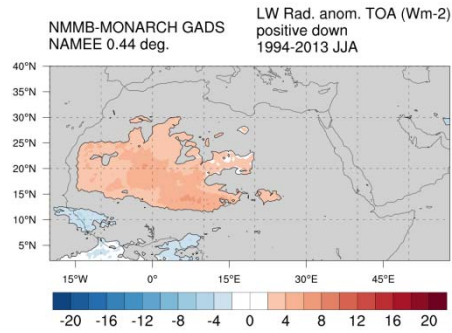 NMMB-MONARCH GADS
NAMEE 0.44 deg.
LW Rad. anom. TOA (Wm-2)
positive down
1994-2013 JJA
40°N
35°N
30°N
25°N
20°N
15°N
10°N
5°N
15°W 0° 15°E 30°E 45°E
-20 -16 -12 -8 -4 0 4 8 12 16 20